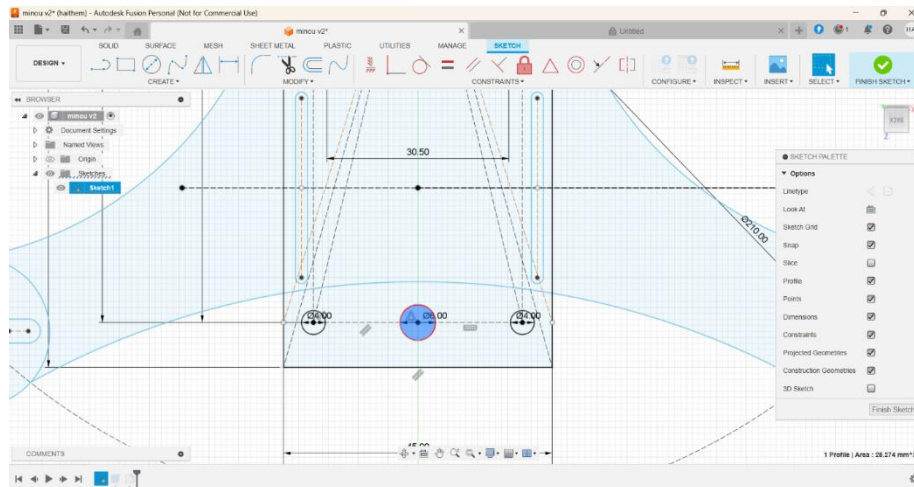 minou v2* (haithem) - Autodesk Fusion Personal (Not for Commercial Use)
minou v2*
Untitled
1
HA
SOLID SURFACE MESH SHEET METAL PLASTIC UTILITIES MANAGE SKETCH
DESIGN
CREATE MODIFY CONSTRAINTS CONFIGURE INSPECT INSERT SELECT FINISH SKETCH
BROWSER
minou v2
Document Settings
Named Views
Origin
Sketches
Sketch1
30.50
Ø210.00
Ø4.00 Ø6.00 Ø4.00
45.00
SKETCH PALETTE
Options
Linetype
Look At
Sketch Grid
Snap
Slice
Profile
Points
Dimensions
Constraints
Projected Geometries
Construction Geometries
3D Sketch
Finish Sketch
COMMENTS
1 Profile | Area : 28.274 mm^